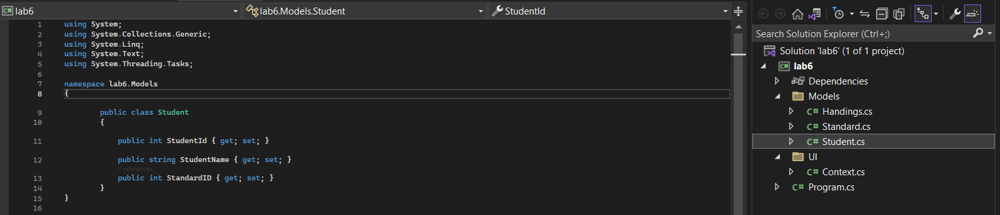 lab6
lab6.Models.Student
StudentId
1 using System;
2 using System.Collections.Generic;
3 using System.Linq;
4 using System.Text;
5 using System.Threading.Tasks;
6
7 namespace lab6.Models
8 {
9 public class Student
10 {
11 public int StudentId { get; set; }
12 public string StudentName { get; set; }
7 references
13 public int StandardID { get; set; }
14 }
15 }
16
Search Solution Explorer (Ctrl+;)
Solution 'lab6' (1 of 1 project)
C# lab6
Dependencies
Models
C# Handings.cs
C# Standard.cs
C# Student.cs
UI
C# Context.cs
C# Program.cs